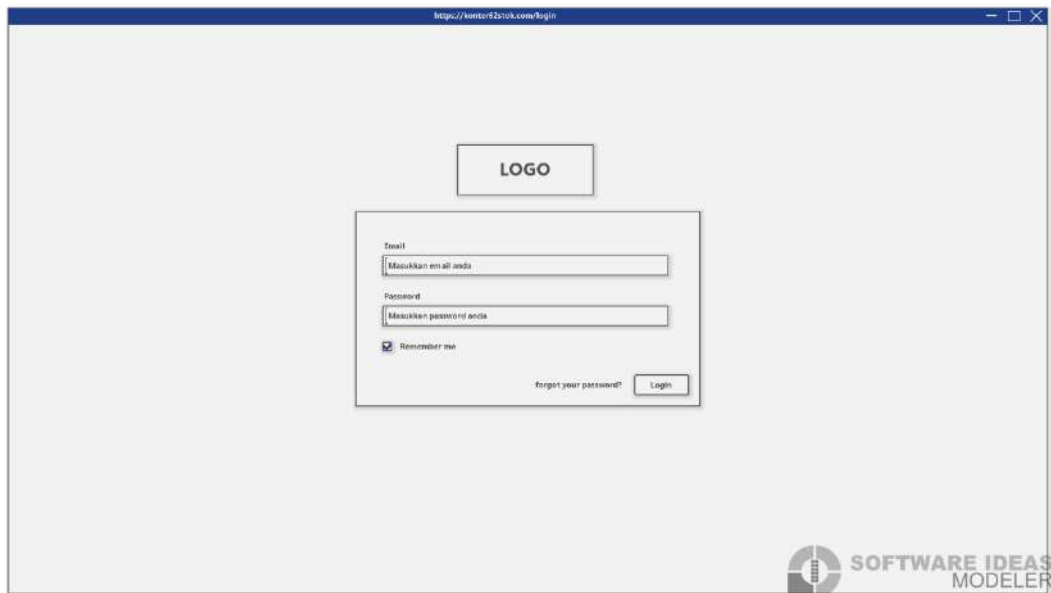 https://konter62stok.com/login
LOGO
Email
Masukkan email anda
Password
Masukkan password anda
Remember me
forgot your password? Login
SOFTWARE IDEAS
MODELER